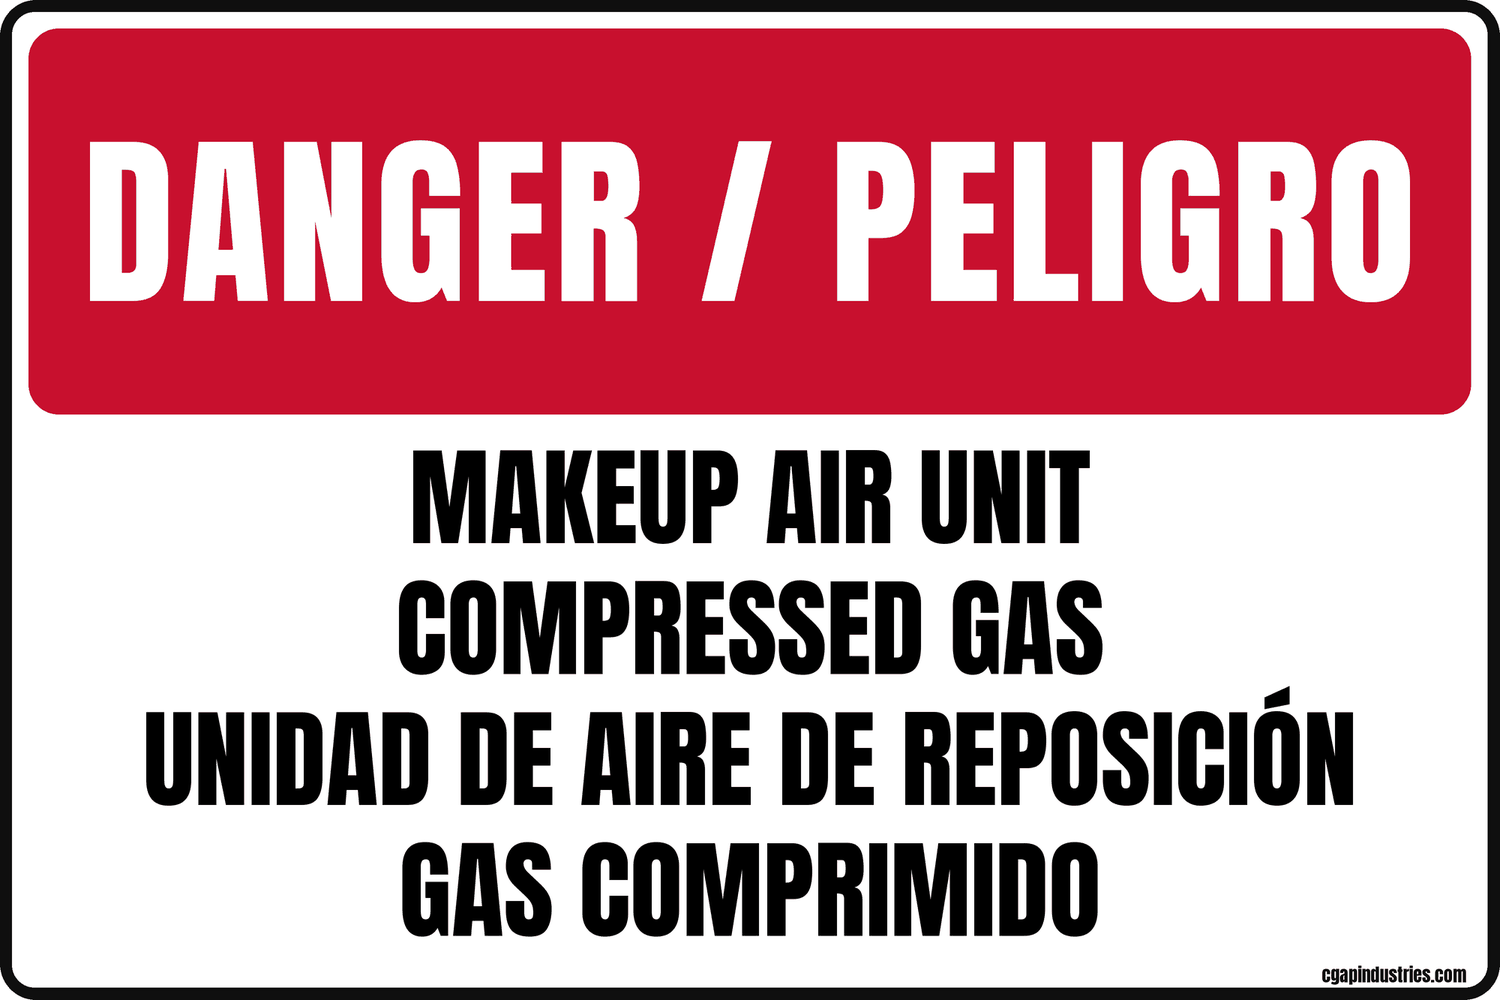 DANGER / PELIGRO
MAKEUP AIR UNIT
COMPRESSED GAS
UNIDAD DE AIRE DE REPOSICIÓN
GAS COMPRIMIDO
cgapindustries.com